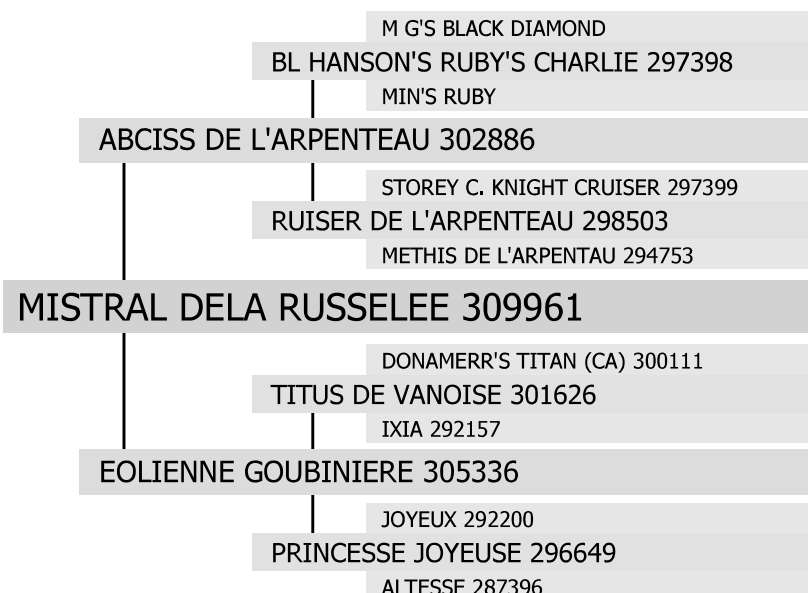 M G'S BLACK DIAMOND
BL HANSON'S RUBY'S CHARLIE 297398
MIN'S RUBY
ABCISS DE L'ARPENTEAU 302886
STOREY C. KNIGHT CRUISER 297399
RUISER DE L'ARPENTEAU 298503
METHIS DE L'ARPENTAU 294753
MISTRAL DELA RUSSELEE 309961
DONAMERR'S TITAN (CA) 300111
TITUS DE VANOISE 301626
IXIA 292157
EOLIENNE GOUBINIERE 305336
JOYEUX 292200
PRINCESSE JOYEUSE 296649
ALTESSE 287396